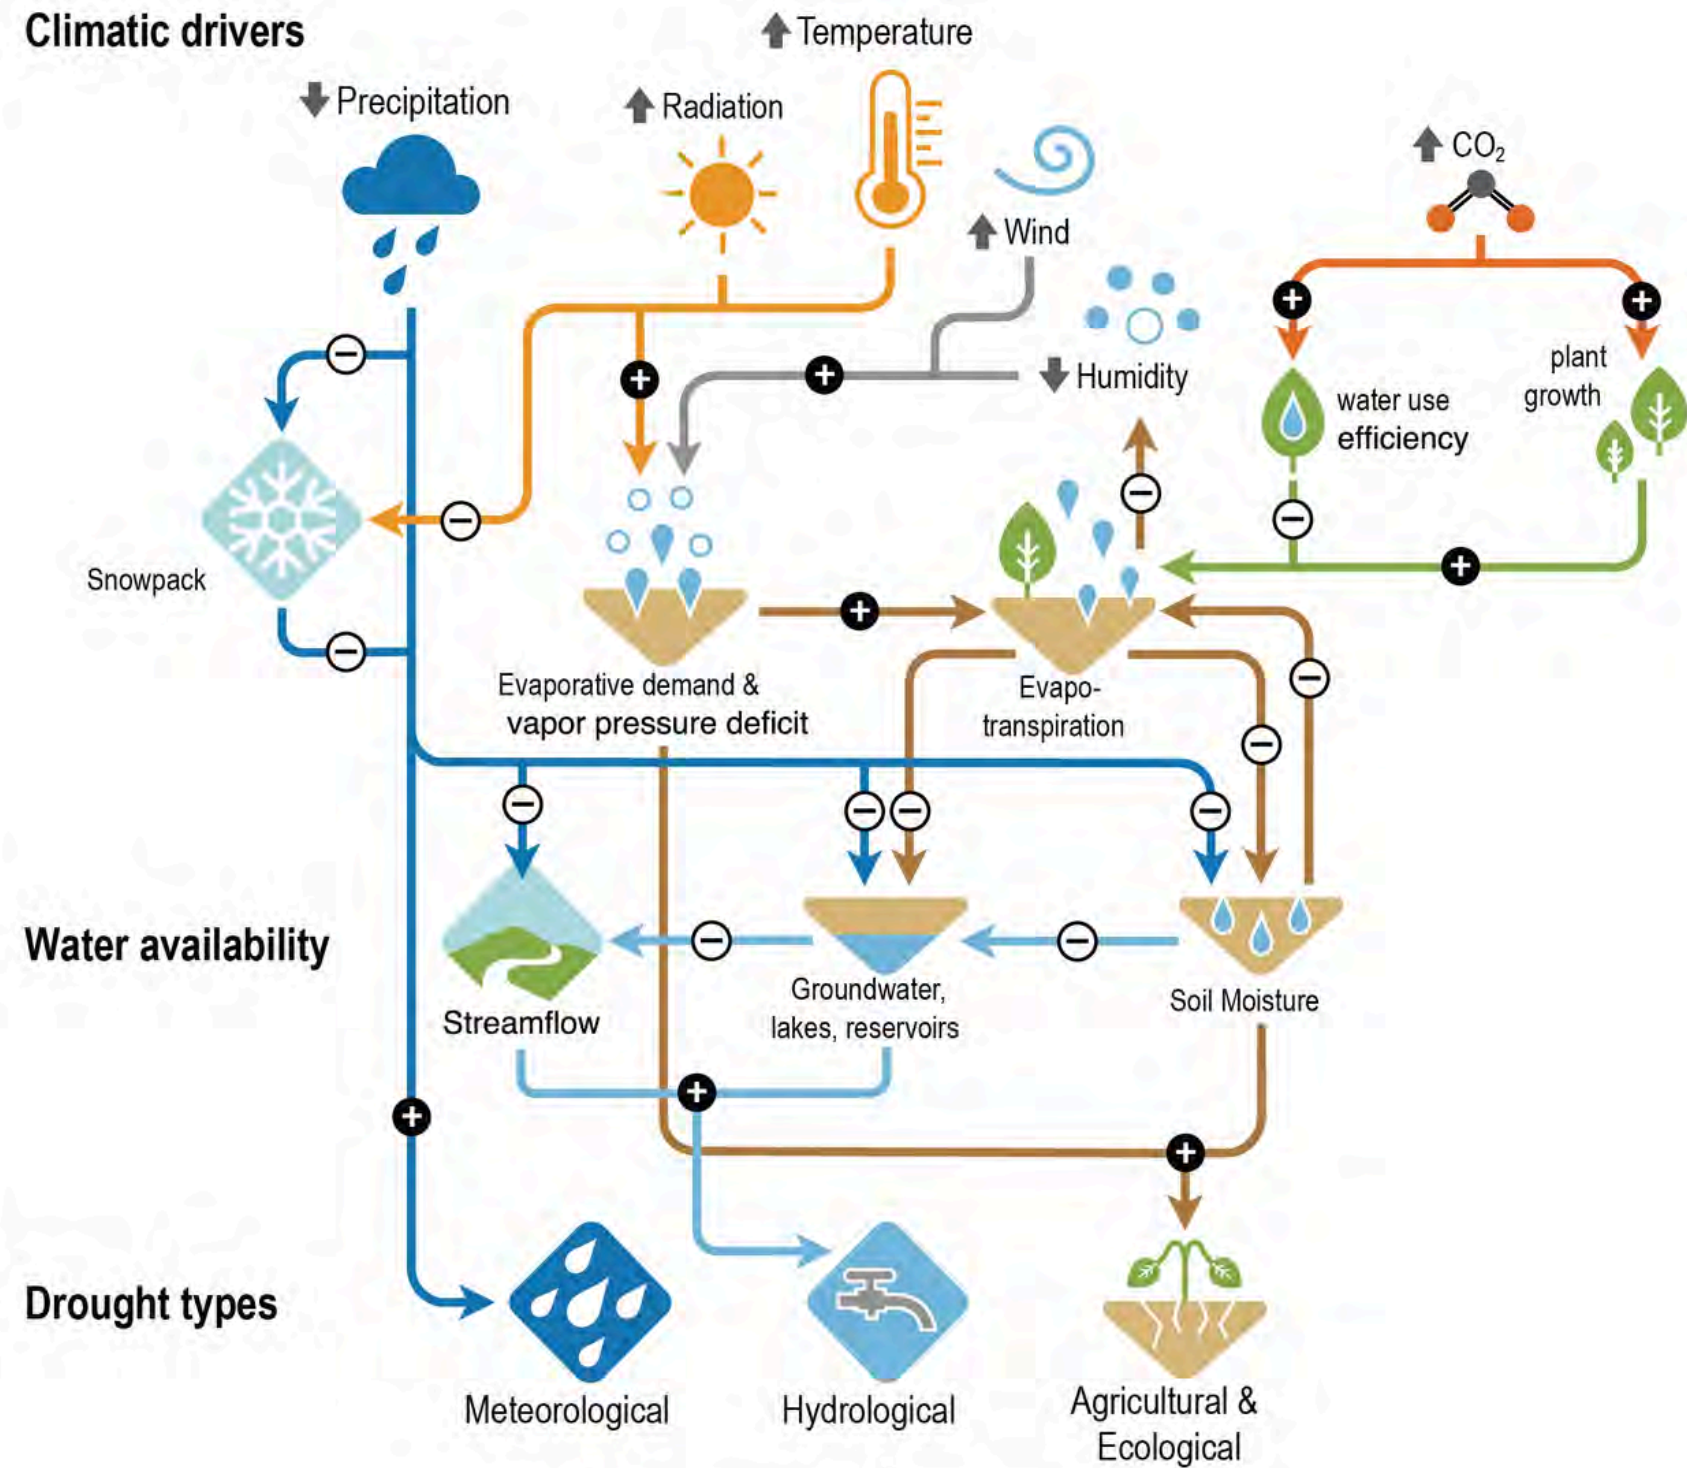 Climatic drivers
Temperature
Precipitation
Radiation
CO₂
Wind
plant
growth
Humidity
water use
efficiency
Snowpack
Evaporative demand &
vapor pressure deficit
Evapo-
transpiration
Water availability
Streamflow
Groundwater,
lakes, reservoirs
Soil Moisture
Drought types
Meteorological
Hydrological
Agricultural &
Ecological